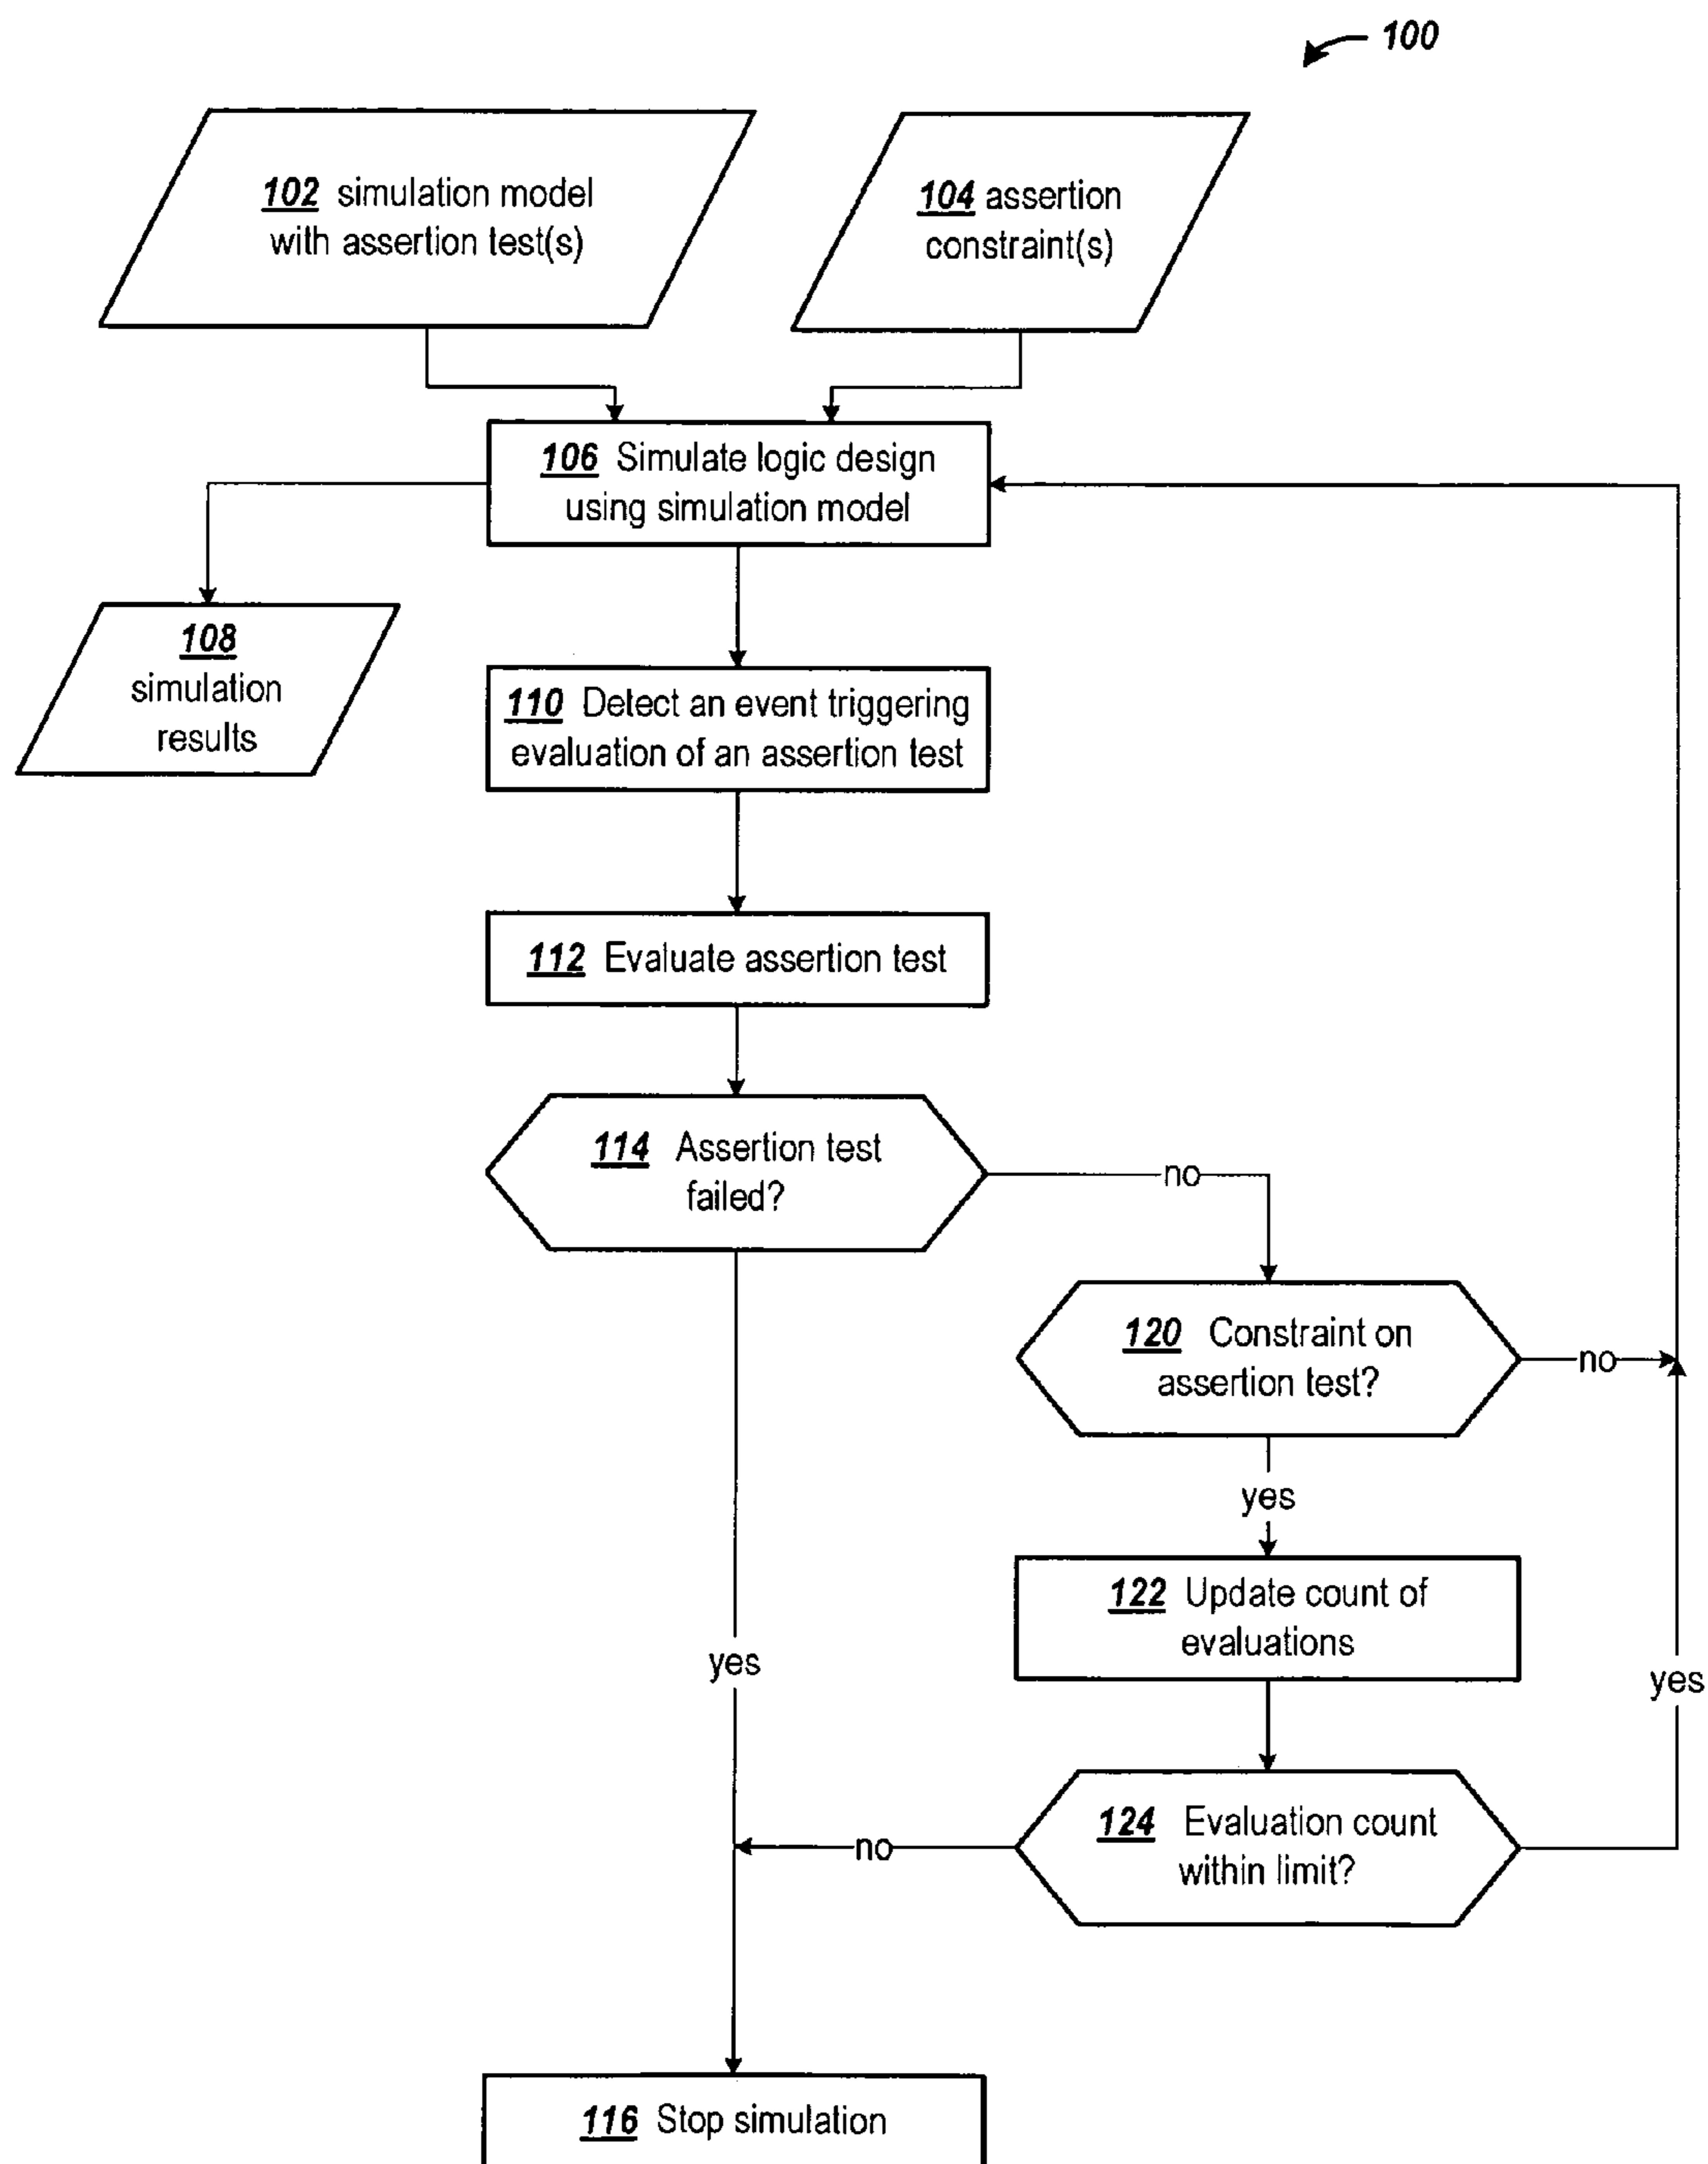 100
102 simulation model
with assertion test(s)
104 assertion
constraint(s)
106 Simulate logic design
using simulation model
108
simulation
results
110 Detect an event triggering
evaluation of an assertion test
112 Evaluate assertion test
114 Assertion test
failed?
no
120 Constraint on
assertion test?
no
yes
122 Update count of
evaluations
yes
yes
124 Evaluation count
within limit?
no
116 Stop simulation